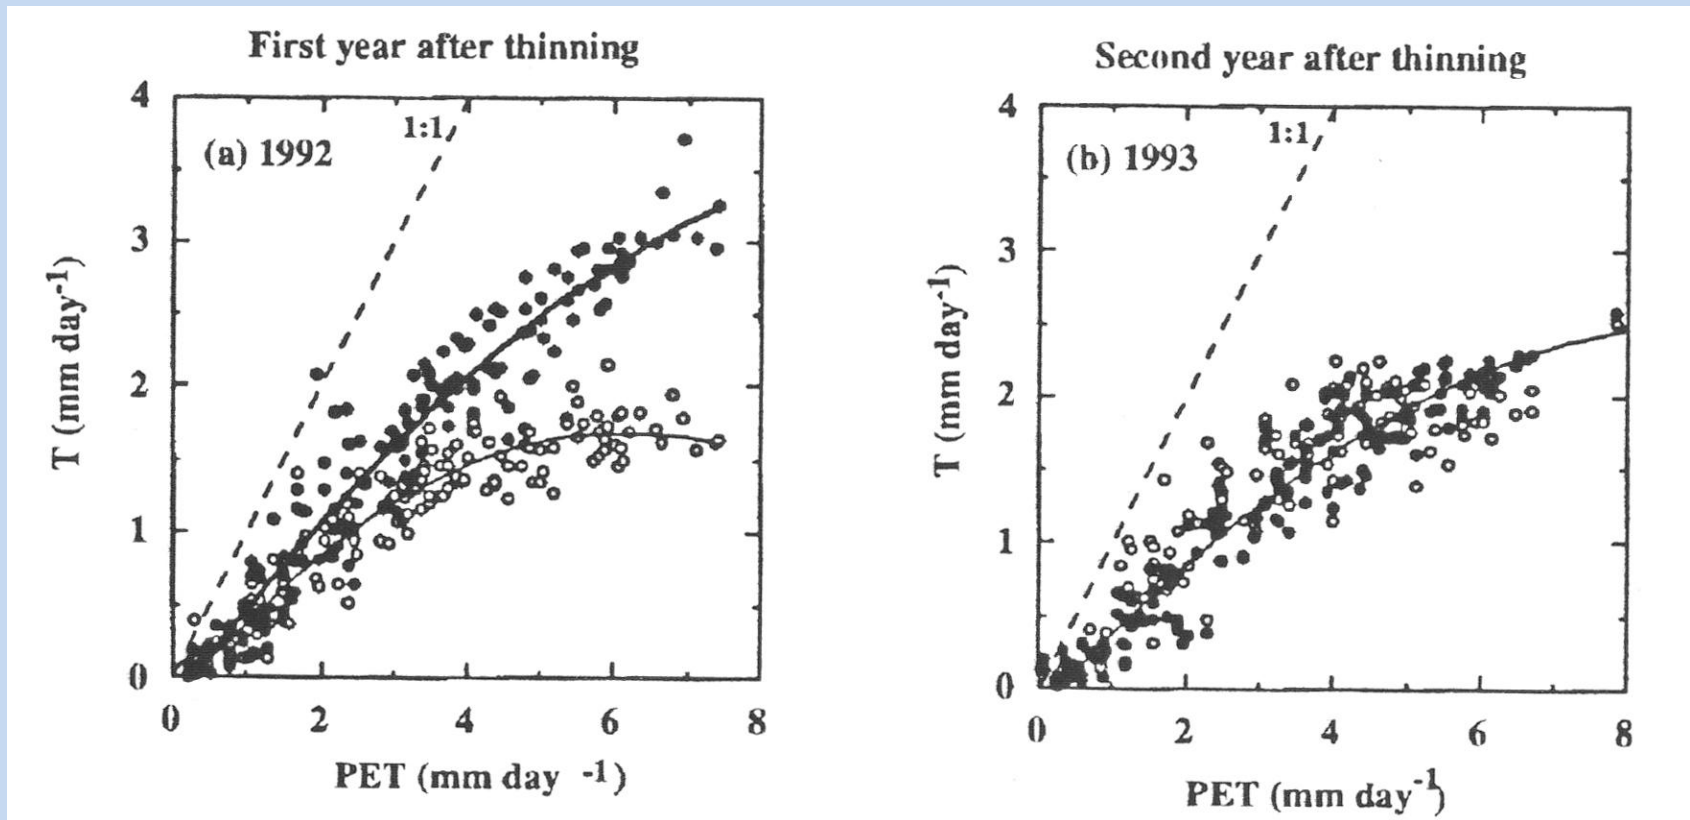 First year after thinning
4
1:1
(a) 1992
3
2
1
0
T (mm day-1)
0 2 4 6 8
PET (mm day -1)
Second year after thinning
4
1:1
(b) 1993
3
2
1
0
T (mm day-1)
0 2 4 6 8
PET (mm day-1)